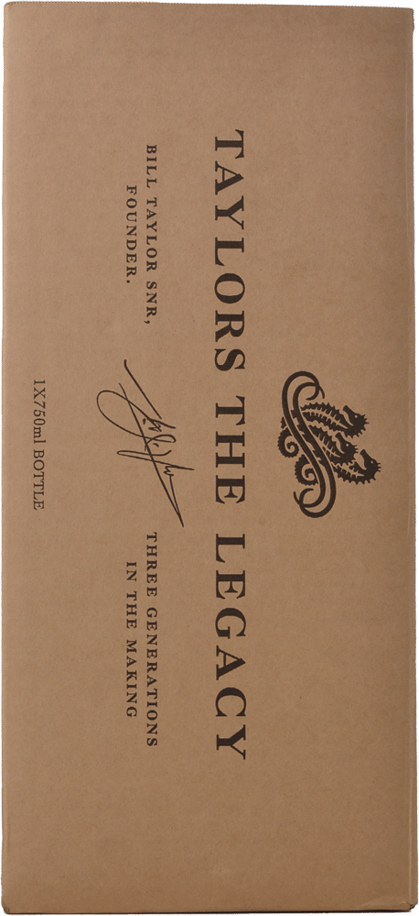 TAYLORS THE LEGACY
BILL TAYLOR SNR,
FOUNDER.
THREE GENERATIONS
IN THE MAKING
1X750ml BOTTLE